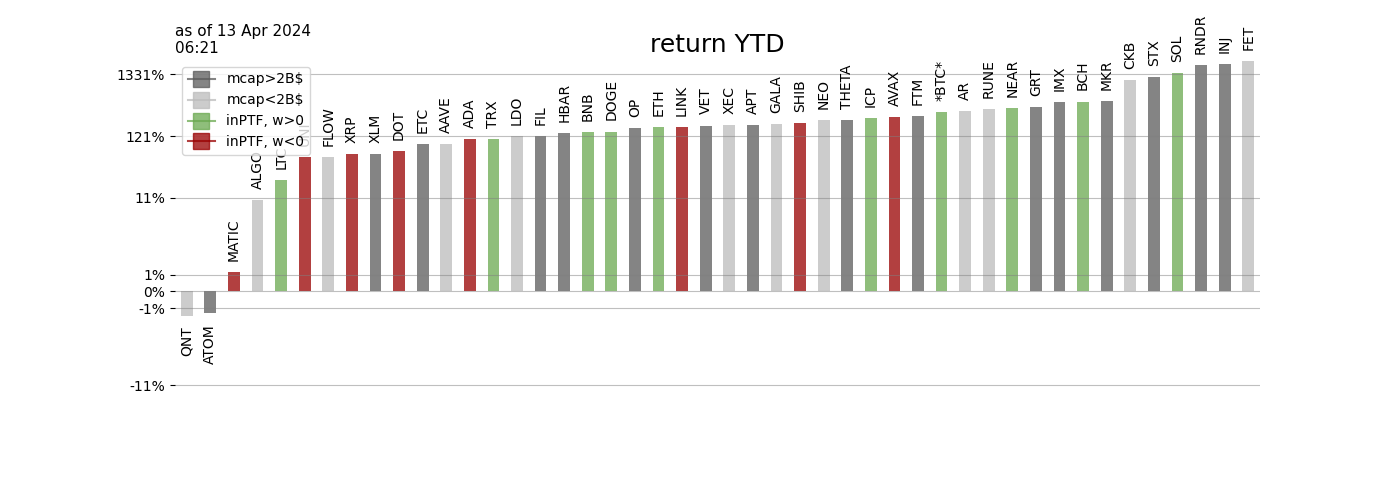 as of 13 Apr 2024
06:21
return YTD
mcap>2B$
mcap<2B$
inPTF, w>0
inPTF, w<0
1331%
121%
11%
1%
0%
-1%
-11%
QNT
ATOM
MATIC
ALGO
LTC
FLOW
XRP
XLM
DOT
ETC
AAVE
ADA
TRX
LDO
FIL
HBAR
BNB
DOGE
OP
ETH
LINK
VET
XEC
APT
GALA
SHIB
NEO
THETA
ICP
AVAX
FTM
*BTC*
AR
RUNE
NEAR
GRT
IMX
BCH
MKR
CKB
STX
SOL
RNDR
INJ
FET